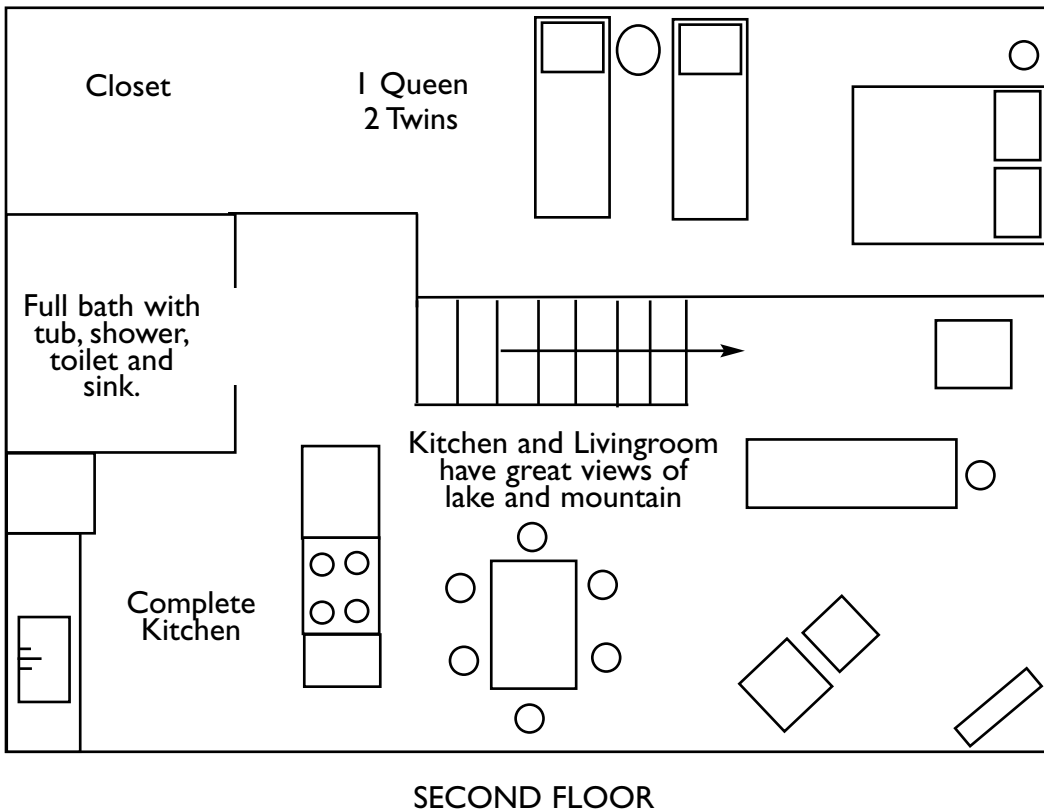 Closet
1 Queen
2 Twins
Full bath with
tub, shower,
toilet and
sink.
Kitchen and Livingroom
have great views of
lake and mountain
Complete
Kitchen
SECOND FLOOR